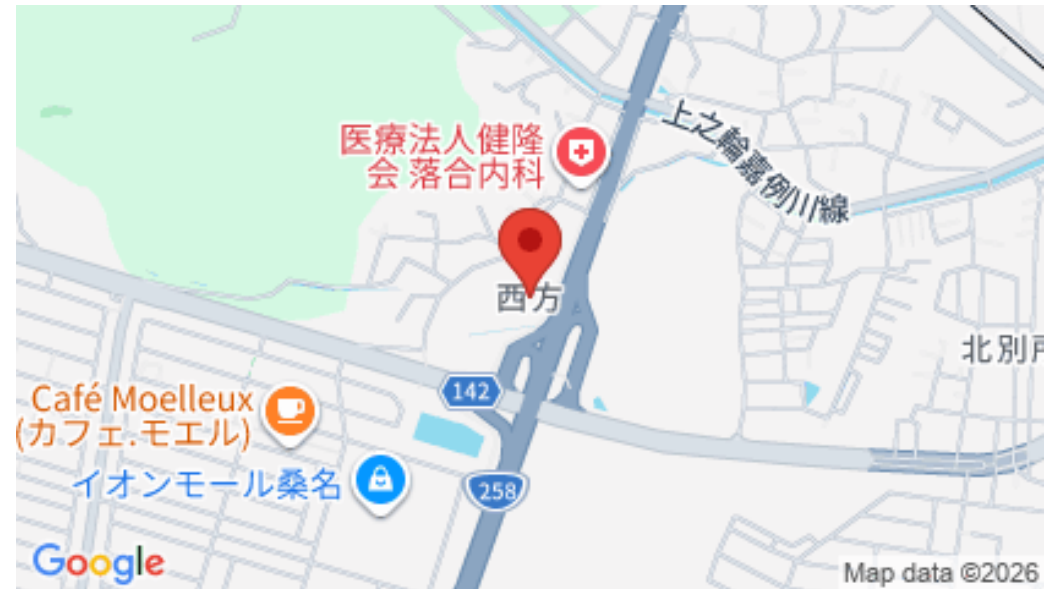 上之輪嘉例川線
医療法人健隆
会 落合内科
西方
北別所
142
Café Moelleux
(カフェ.モエル)
イオンモール桑名
258
Google
Map data ©2026